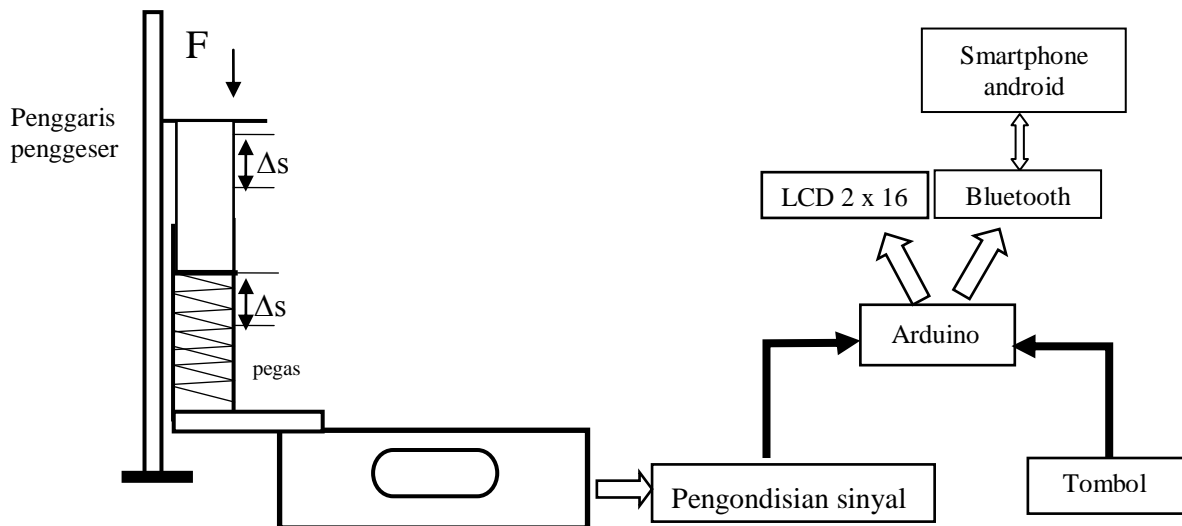 F
Penggaris
penggeser
Δs
Δs
pegas
Smartphone
android
LCD 2 x 16
Bluetooth
Arduino
Pengondisian sinyal
Tombol